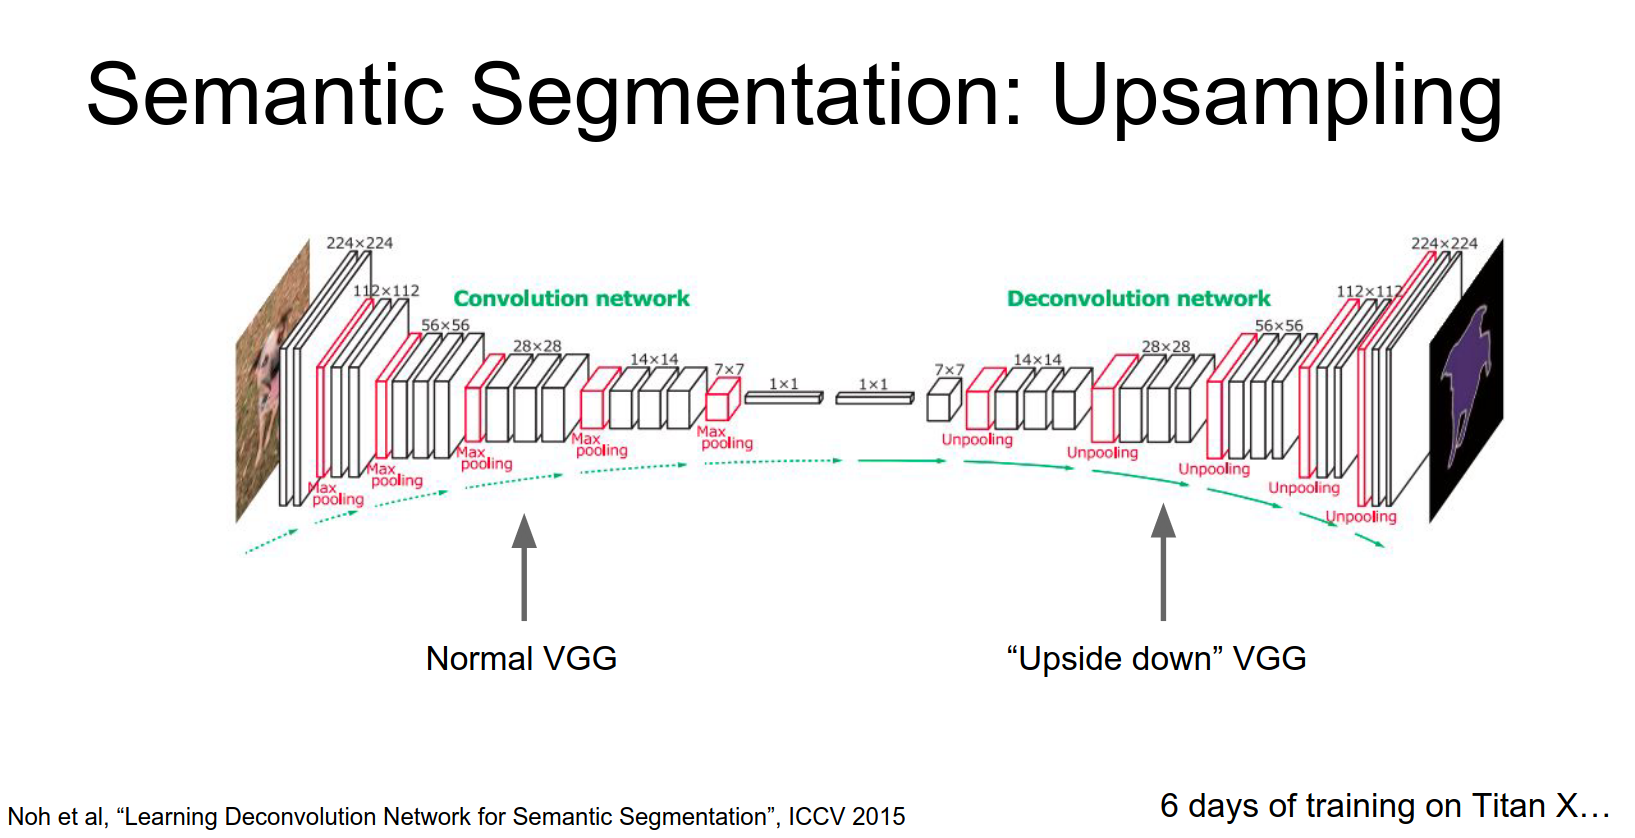 Semantic Segmentation: Upsampling
224×224
112×112
Convolution network
56×56
28×28
14×14
7×7
1×1
1×1
7×7
14×14
28×28
Deconvolution network
56×56
112×112
224×224
Max
pooling
Max
pooling
Max
pooling
Max
pooling
Max
pooling
Unpooling
Unpooling
Unpooling
Unpooling
Unpooling
Normal VGG
“Upside down” VGG
Noh et al, “Learning Deconvolution Network for Semantic Segmentation”, ICCV 2015
6 days of training on Titan X…